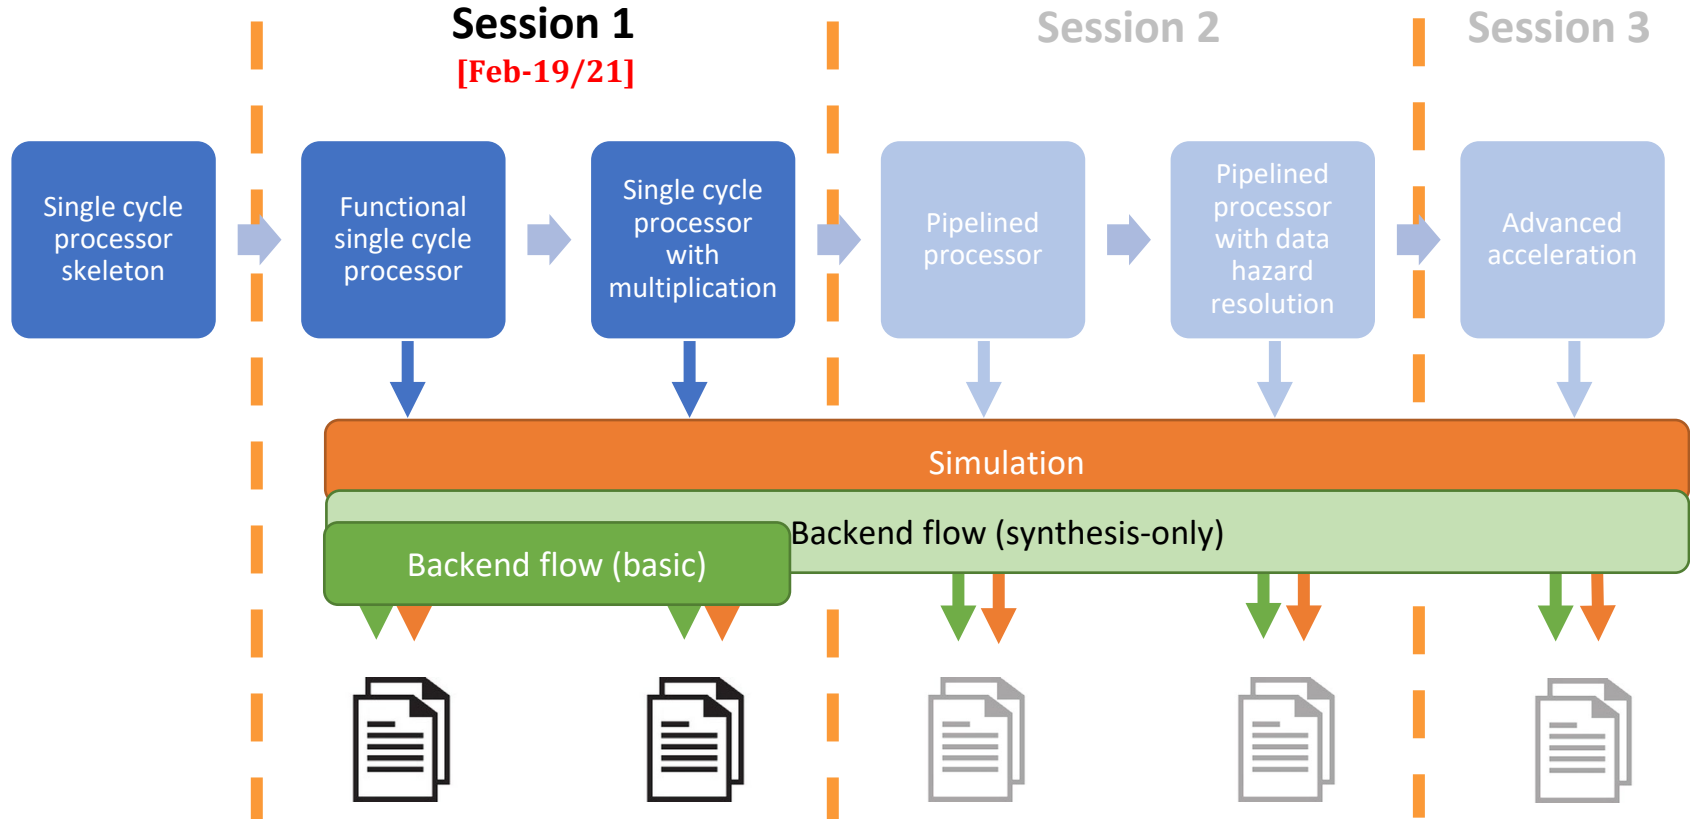 Session 1
[Feb-19/21]
Session 2
Session 3
Single cycle
processor
skeleton
Functional
single cycle
processor
Single cycle
processor
with
multiplication
Pipelined
processor
Pipelined
processor
with data
hazard
resolution
Advanced
acceleration
Simulation
Backend flow (synthesis-only)
Backend flow (basic)